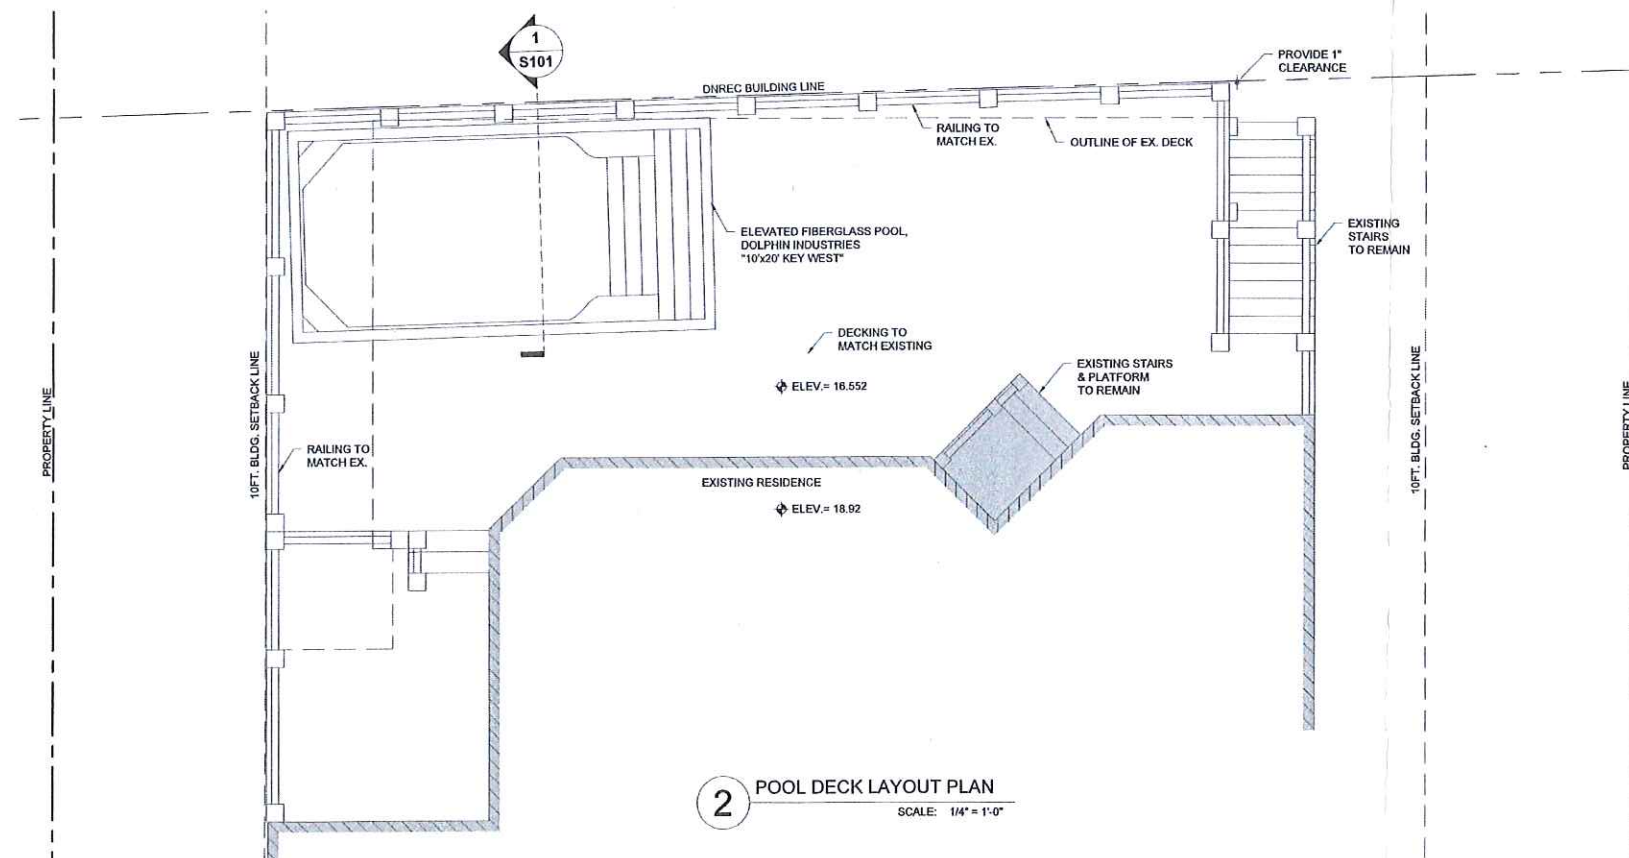 1
S101
PROVIDE 1"
CLEARANCE
DNREC BUILDING LINE
RAILING TO
MATCH EX.
OUTLINE OF EX. DECK
ELEVATED FIBERGLASS POOL,
DOLPHIN INDUSTRIES
"10'x20' KEY WEST"
EXISTING
STAIRS
TO REMAIN
DECKING TO
MATCH EXISTING
ELEV.= 16.552
EXISTING STAIRS
& PLATFORM
TO REMAIN
PROPERTY LINE
10FT. BLDG. SETBACK LINE
RAILING TO
MATCH EX.
EXISTING RESIDENCE
ELEV.= 18.92
10FT. BLDG. SETBACK LINE
PROPERTY LINE
2
POOL DECK LAYOUT PLAN
SCALE: 1/4" = 1'-0"